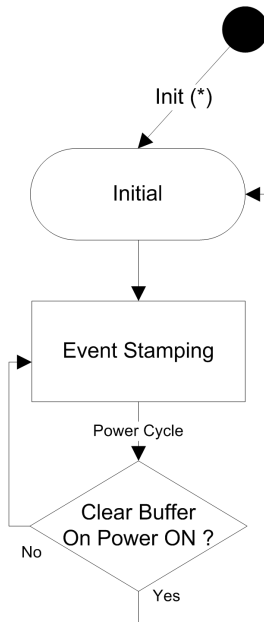 Init (*)
Initial
Event Stamping
Power Cycle
Clear Buffer
On Power ON ?
No
Yes